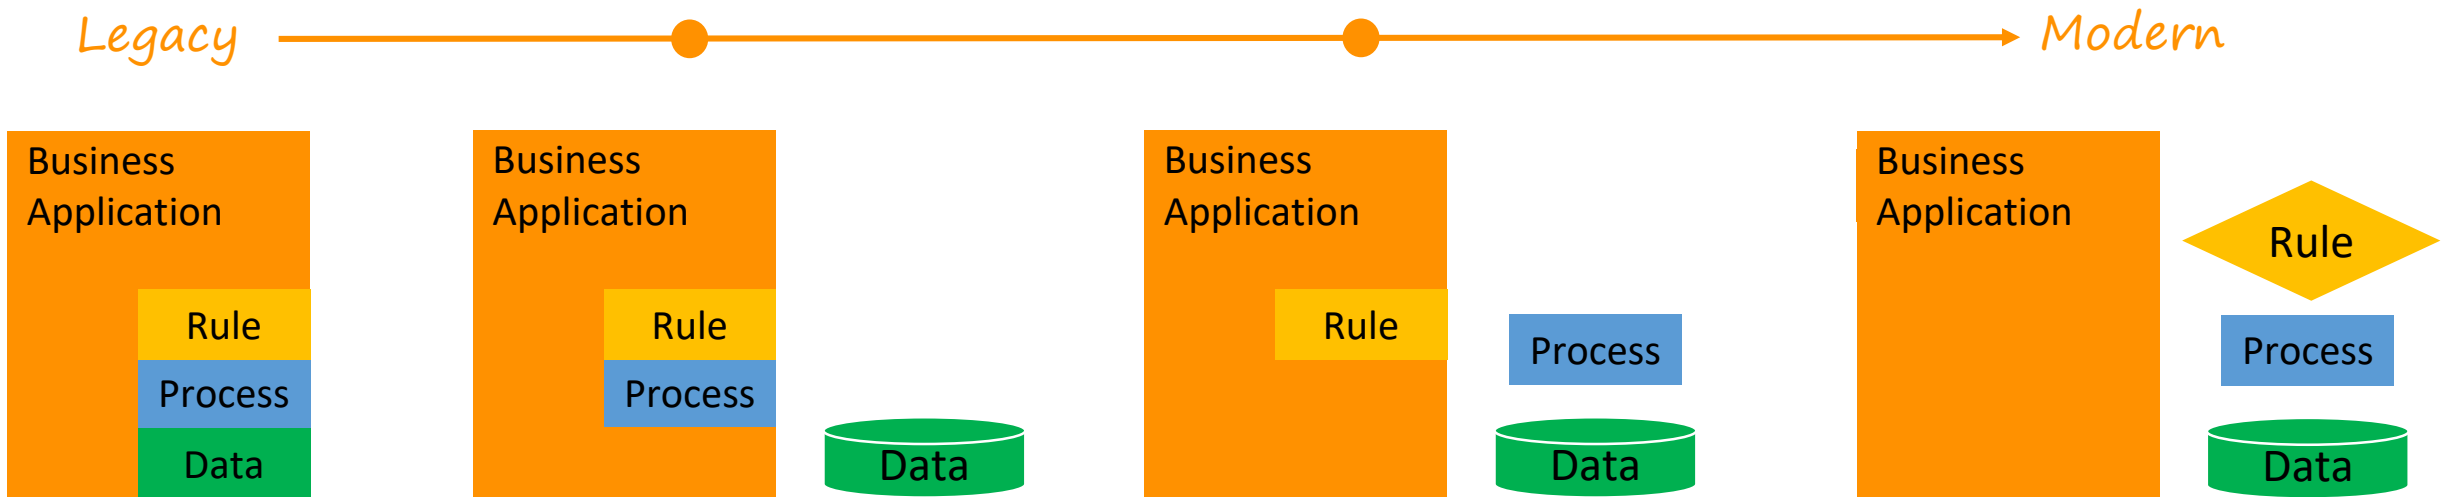 Legacy
Modern
Business
Application
Rule
Process
Data
Business
Application
Rule
Process
Data
Business
Application
Rule
Process
Data
Business
Application
Rule
Process
Data